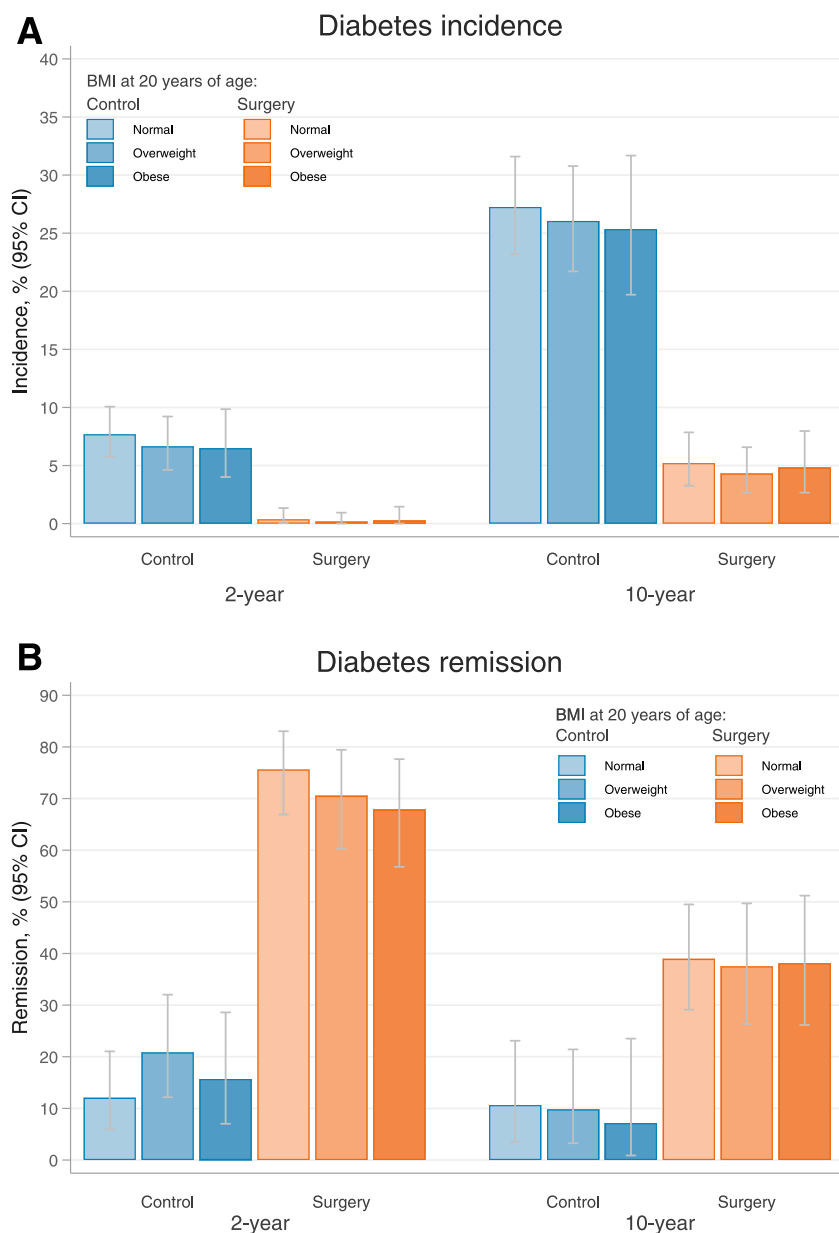 A
Diabetes incidence
Incidence, % (95% CI)
40
35
30
25
20
15
10
5
0
BMI at 20 years of age:
Control Surgery
Normal Normal
Overweight Overweight
Obese Obese
Control Surgery Control Surgery
2-year 10-year
B
Diabetes remission
Remission, % (95% CI)
90
80
70
60
50
40
30
20
10
0
BMI at 20 years of age:
Control Surgery
Normal Normal
Overweight Overweight
Obese Obese
Control Surgery Control Surgery
2-year 10-year